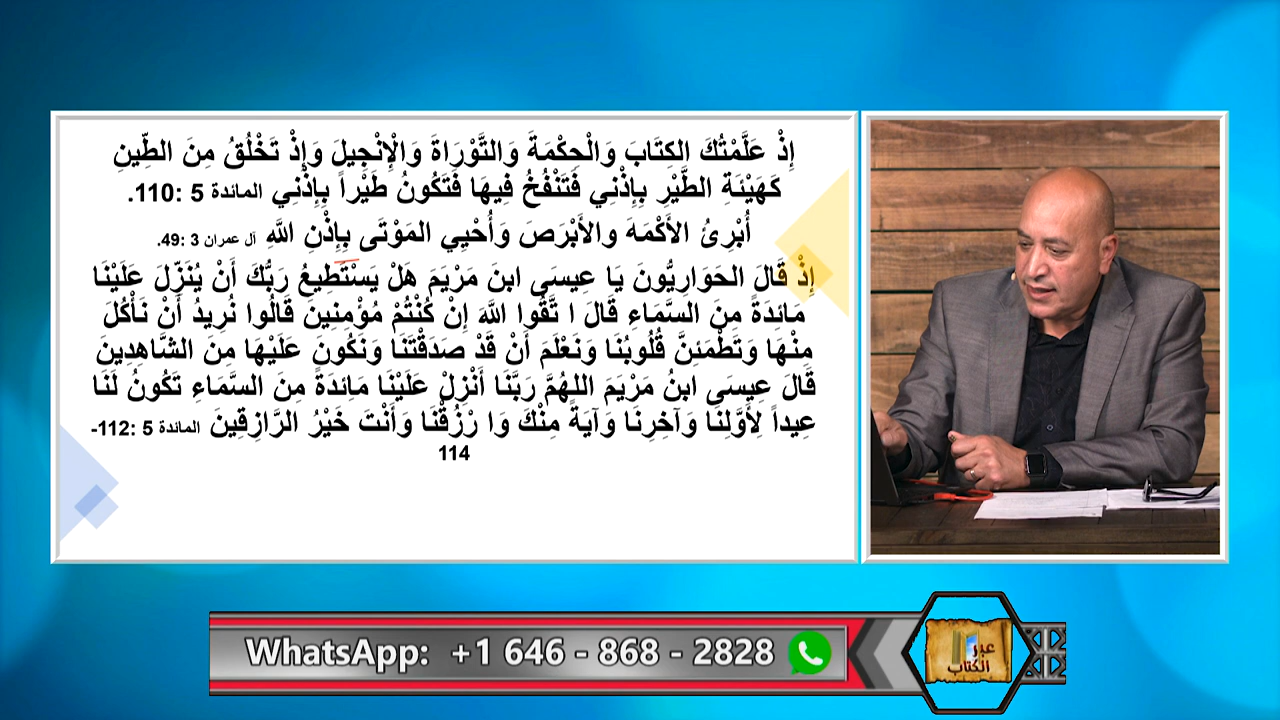 إِذْ عَلَّمْتُكَ الكِتَابَ وَالْحِكْمَةَ وَالتَّوْرَاةَ وَالْإِنْجِيلَ وَإِذْ تَخْلُقُ مِنَ الطِّينِ
كَهَيْئَةِ الطَّيْرِ بِإِذْنِي فَتَنْفُخُ فِيهَا فَتَكُونُ طَيْراً بِإِذْنِي المائدة 5 :110.
أُبْرِئُ الأَكْمَهَ والأَبْرَصَ وَأُحْيِي المَوْتَى بِإِذْنِ اللَّهِ آل عمران 3 :49.
إِذْ قَالَ الحَوَارِيُّونَ يَا عِيسَى ابنَ مَرْيَمَ هَلْ يَسْتَطِيعُ رَبُّكَ أَنْ يُنَزِّلَ عَلَيْنَا
مَائِدَةً مِنَ السَّمَاءِ قَالَ ا تَّقُوا اللَّهَ إِنْ كُنْتُمْ مُؤْمِنِينَ قَالُوا نُرِيدُ أَنْ نَأْكُلَ
مِنْهَا وَتَطْمَئِنَّ قُلُوبُنَا وَنَعْلَمَ أَنْ قَدْ صَدَقْتَنَا وَنَكُونَ عَلَيْهَا مِنَ الشَّاهِدِينَ
قَالَ عِيسَى ابنُ مَرْيَمَ اللهُمَّ رَبَّنَا أَنْزِلْ عَلَيْنَا مَائِدَةً مِنَ السَّمَاءِ تَكُونُ لَنَا
عِيداً لِأَوَّلِنَا وَآخِرِنَا وَآيَةً مِنْكَ وَا رْزُقْنَا وَأَنْتَ خَيْرُ الرَّازِقِينَ المائدة 5 :112-
114
WhatsApp: +1 646 - 868 - 2828
عبر
الكتاب